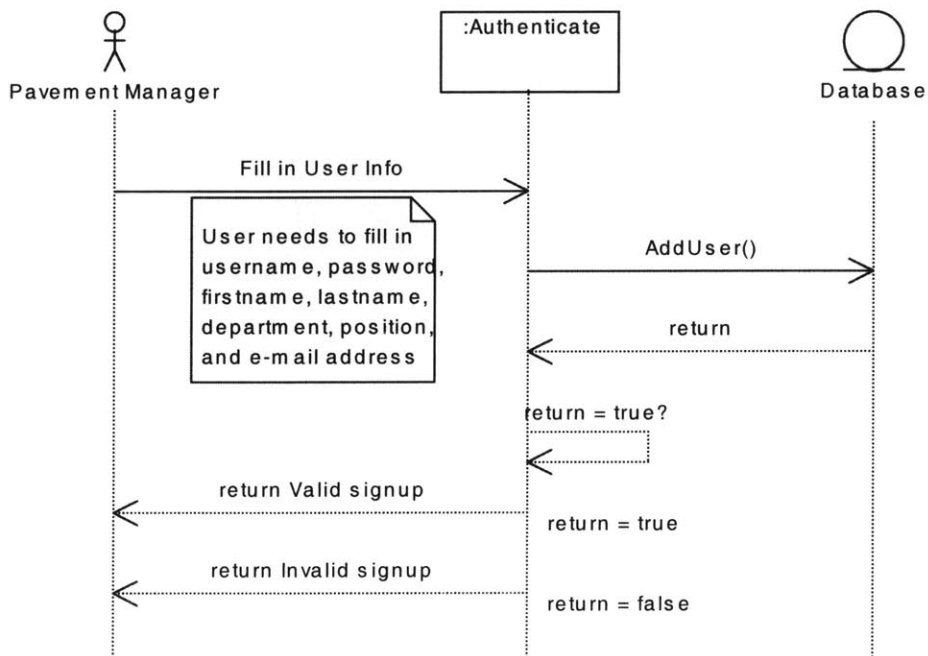 :Authenticate
Pavement Manager
Database
Fill in User Info
User needs to fill in
username, password,
firstname, lastname,
department, position,
and e-mail address
AddUser()
return
return = true?
return Valid signup
return = true
return Invalid signup
return = false